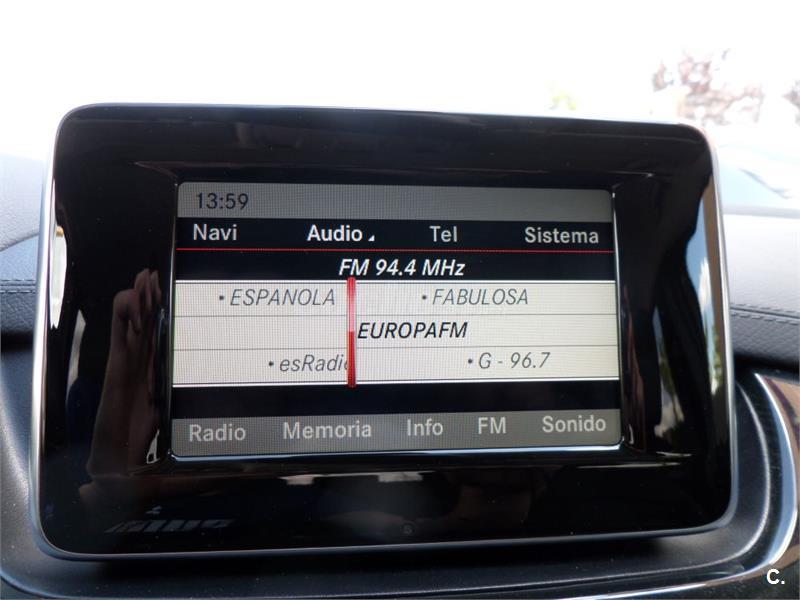 13:59
Navi Audio Tel Sistema
FM 94.4 MHz
• ESPANOLA • FABULOSA
EUROPAFM
• esRadio • G - 96.7
Radio Memoria Info FM Sonido
C.